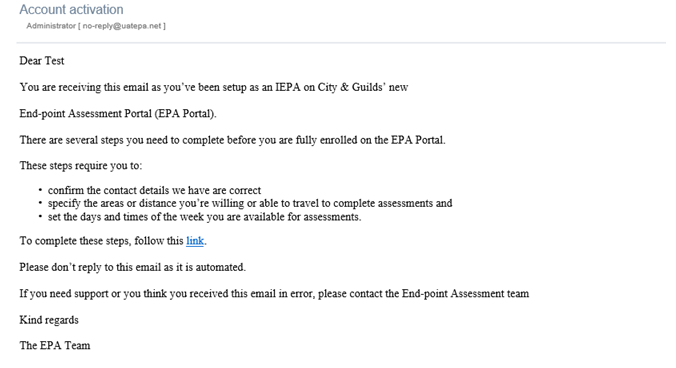 Account activation
Administrator [ no-reply@uatepa.net ]
Dear Test
You are receiving this email as you've been setup as an IEPA on City & Guilds' new
End-point Assessment Portal (EPA Portal).
There are several steps you need to complete before you are fully enrolled on the EPA Portal.
These steps require you to:
• confirm the contact details we have are correct
• specify the areas or distance you're willing or able to travel to complete assessments and
• set the days and times of the week you are available for assessments.
To complete these steps, follow this link.
Please don't reply to this email as it is automated.
If you need support or you think you received this email in error, please contact the End-point Assessment team
Kind regards
The EPA Team